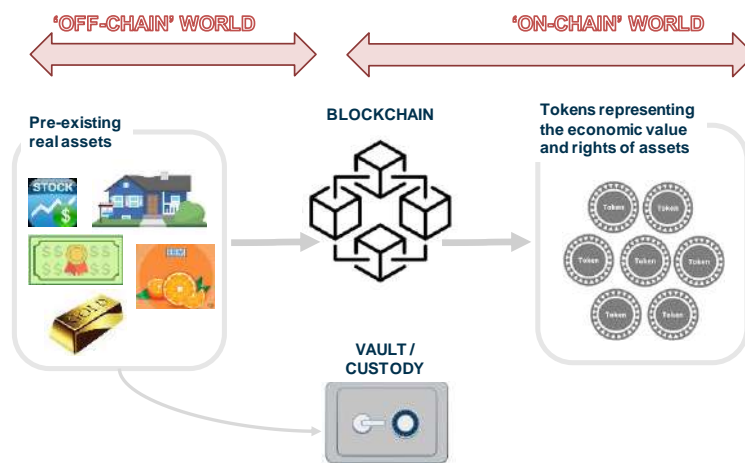 ‘OFF-CHAIN’ WORLD
‘ON-CHAIN’ WORLD
Pre-existing
real assets
BLOCKCHAIN
Tokens representing
the economic value
and rights of assets
STOCK
$
$$ $$
$$ $$
GOLD
Token
Token
Token
Token
Token
Token
Token
VAULT /
CUSTODY